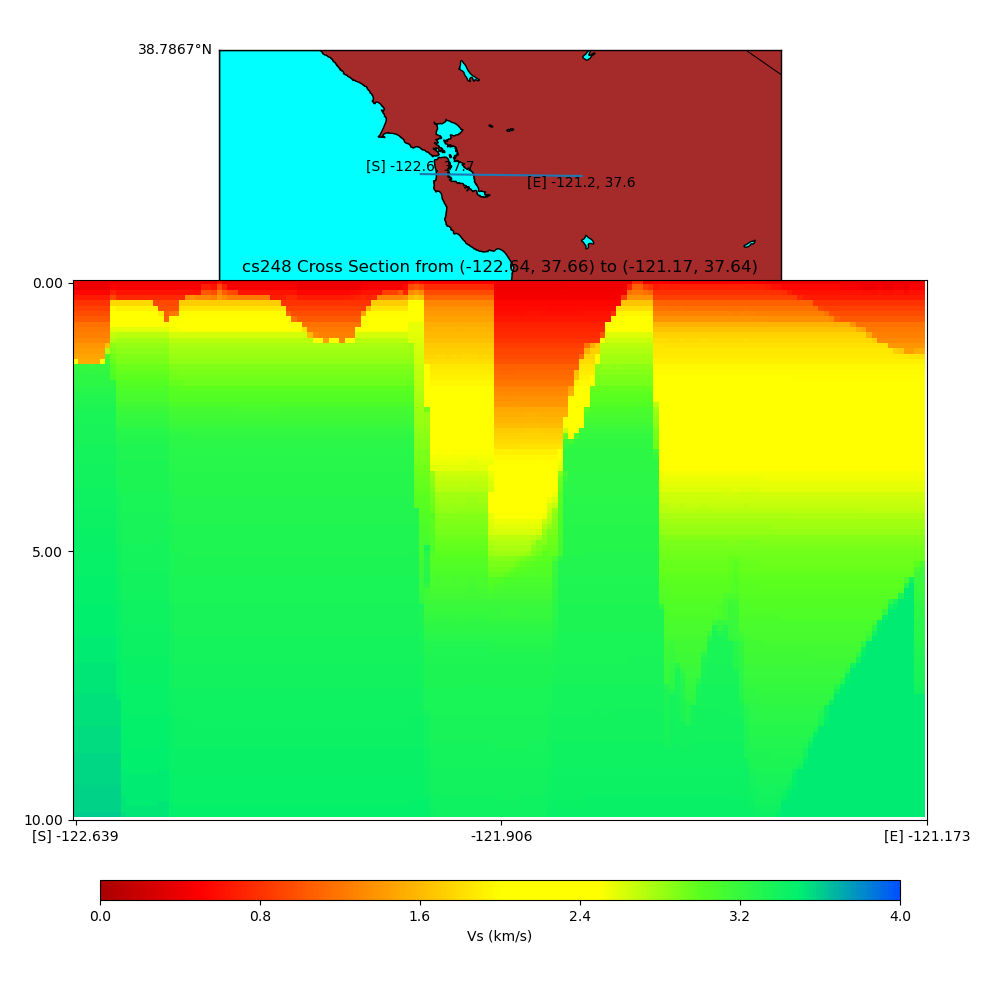 38.7867°N
[S] -122.6, 37.7
[E] -121.2, 37.6
cs248 Cross Section from (-122.64, 37.66) to (-121.17, 37.64)
0.00
5.00
10.00
[S] -122.639 -121.906 [E] -121.173
0.0 0.8 1.6 2.4 3.2 4.0
Vs (km/s)